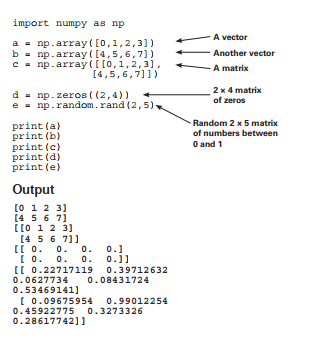 import numpy as np
a = np.array([0,1,2,3])
b = np.array([4,5,6,7])
c = np.array([[0,1,2,3],
[4,5,6,7]])
d = np.zeros((2,4))
e = np.random.rand(2,5)
print(a)
print(b)
print(c)
print(d)
print(e)
A vector
Another vector
A matrix
2 × 4 matrix
of zeros
Random 2 × 5 matrix
of numbers between
0 and 1
Output
[0 1 2 3]
[4 5 6 7]
[[0 1 2 3]
[4 5 6 7]]
[[ 0. 0. 0. 0.]
[ 0. 0. 0. 0.]]
[[ 0.22717119 0.39712632
0.0627734 0.08431724
0.53469141]
[ 0.09675954 0.99012254
0.45922775 0.3273326
0.28617742]]